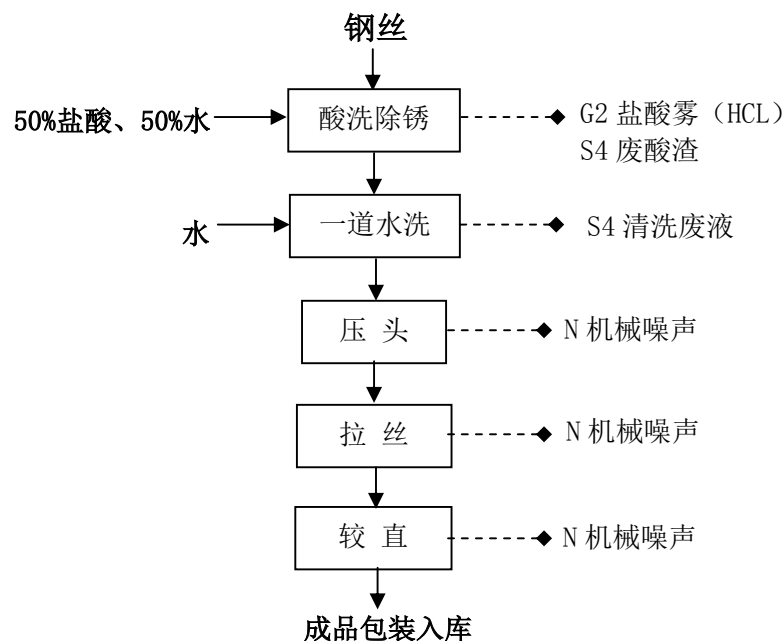 钢丝
50%盐酸、50%水
酸洗除锈
G2 盐酸雾（HCL）
S4 废酸渣
水
一道水洗
S4 清洗废液
压 头
N 机械噪声
拉 丝
N 机械噪声
较 直
N 机械噪声
成品包装入库